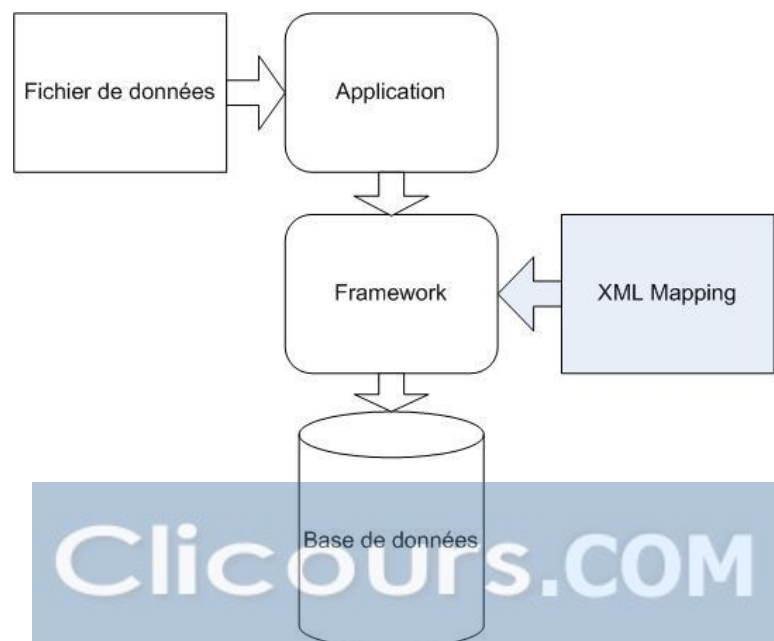 Fichier de données
Application
Framework
XML Mapping
Base de données
Clicours.COM